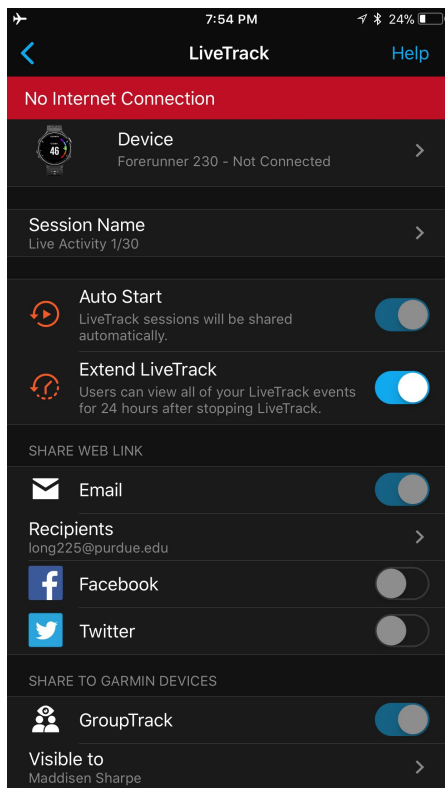 7:54 PM
24%
LiveTrack
Help
No Internet Connection
46
Device
Forerunner 230 - Not Connected
Session Name
Live Activity 1/30
Auto Start
LiveTrack sessions will be shared
automatically.
Extend LiveTrack
Users can view all of your LiveTrack events
for 24 hours after stopping LiveTrack.
SHARE WEB LINK
Email
Recipients
long225@purdue.edu
Facebook
Twitter
SHARE TO GARMIN DEVICES
GroupTrack
Visible to
Maddisen Sharpe